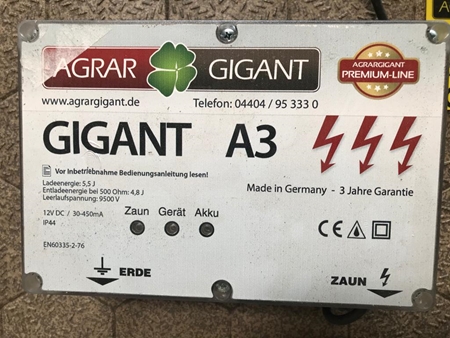 AGRAR GIGANT
AGRARGIGANT
PREMIUM-LINE
www.agrargigant.de Telefon: 04404 / 95 333 0
GIGANT A3
Vor Inbetriebnahme Bedienungsanleitung lesen!
Ladeenergie: 5,5 J
Entladeenergie bei 500 Ohm: 4,8 J
Leerlaufspannung: 9500 V
Made in Germany - 3 Jahre Garantie
12V DC / 30-450mA
IP44
Zaun Gerät Akku
EN60335-2-76
CE
ERDE
ZAUN